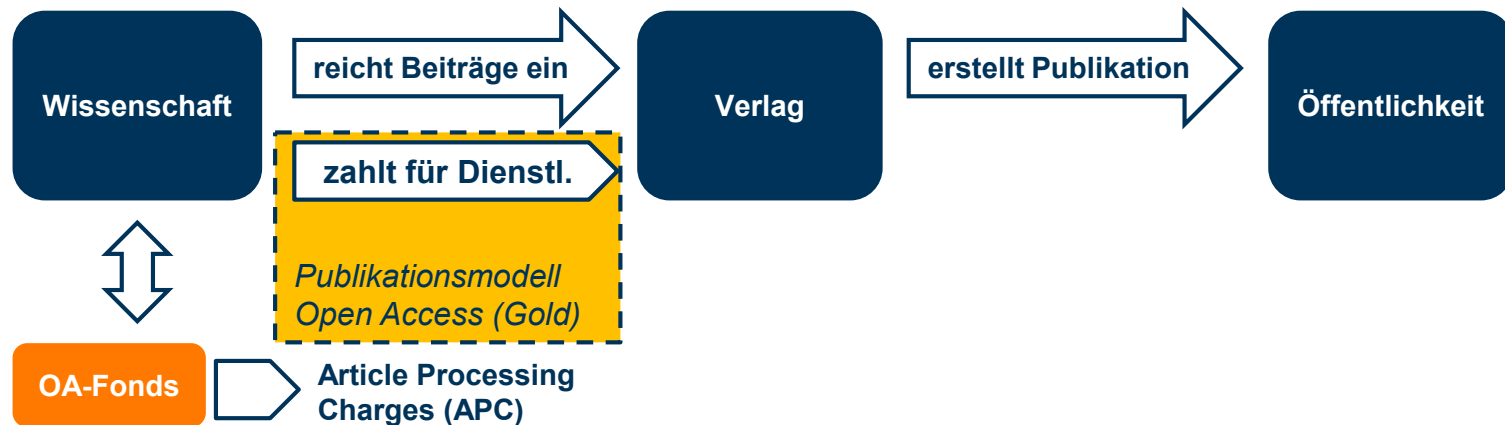 Wissenschaft
reicht Beiträge ein
Verlag
erstellt Publikation
Öffentlichkeit
zahlt für Dienstl.
Publikationsmodell
Open Access (Gold)
OA-Fonds
Article Processing
Charges (APC)